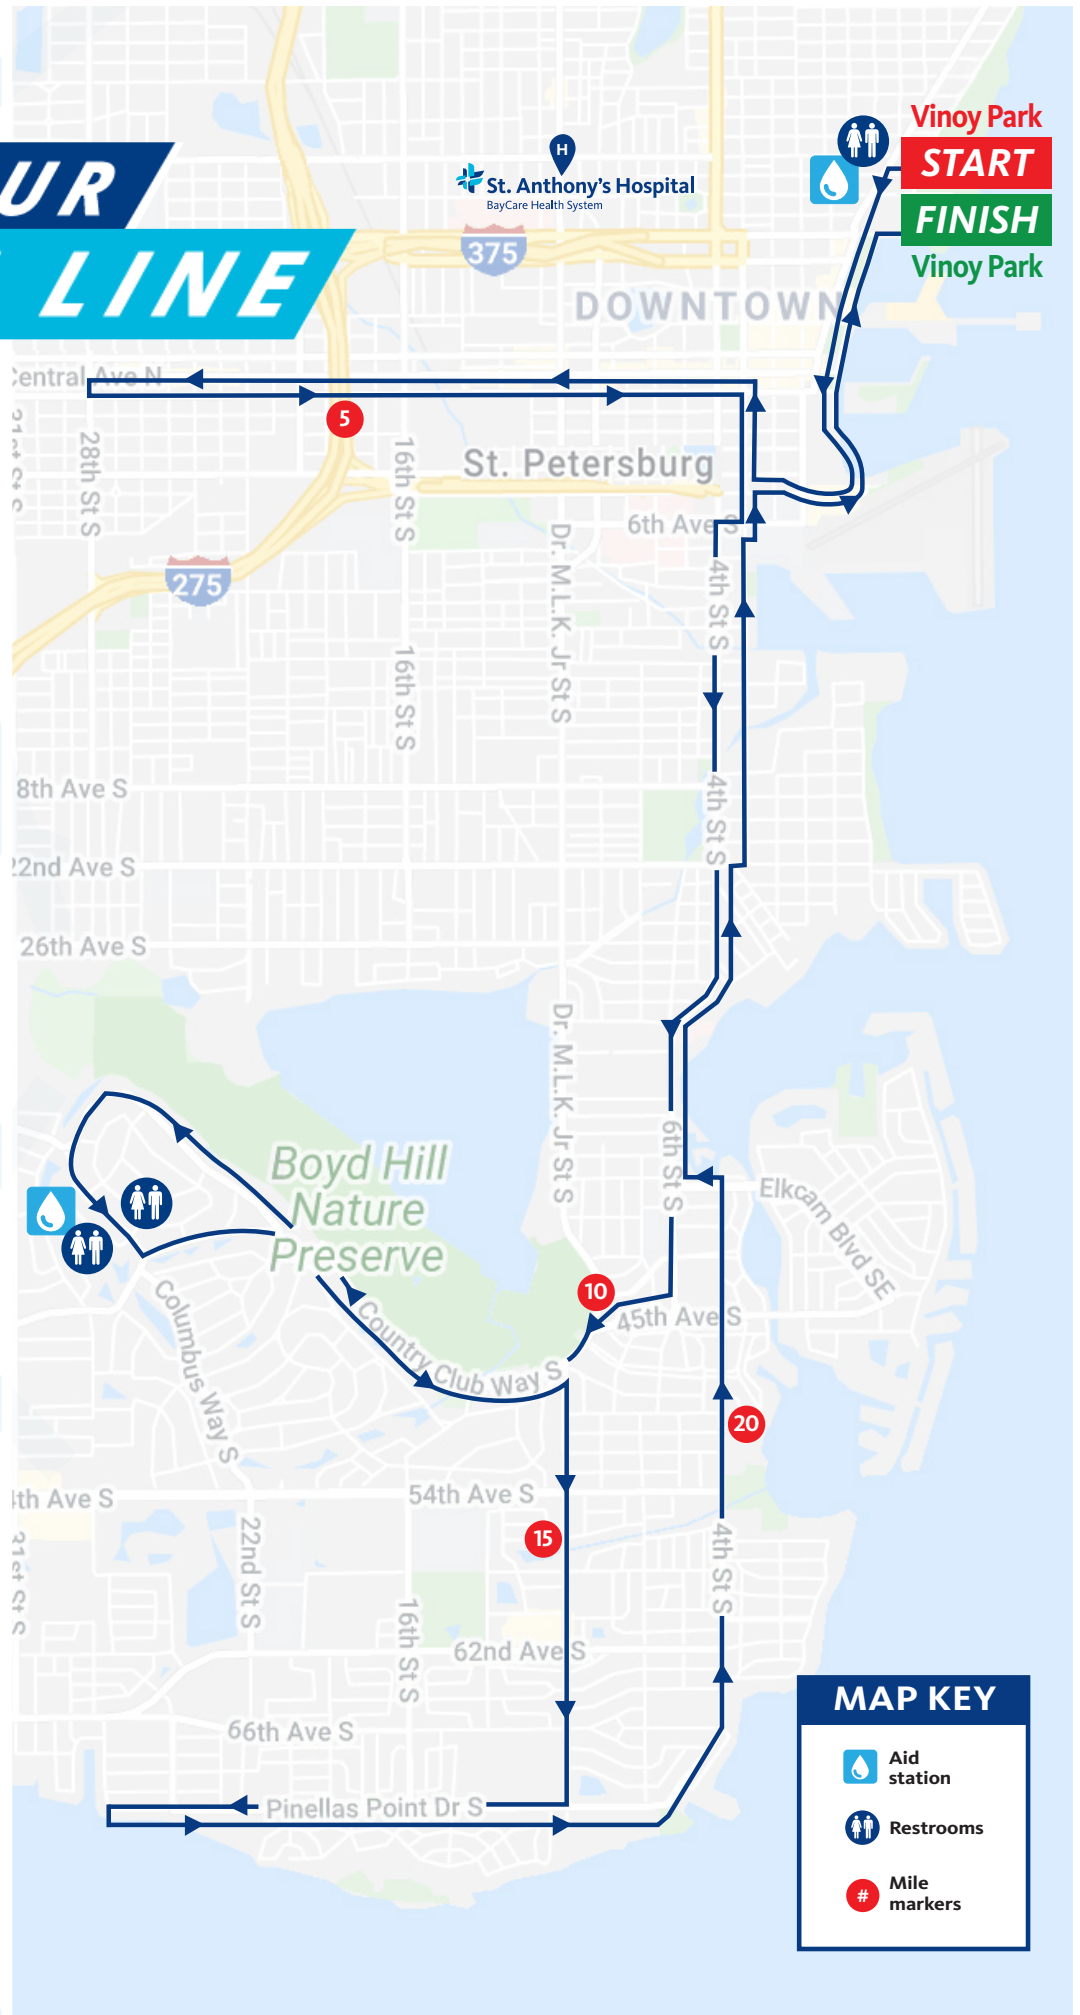 UR
LINE
Vinoy Park
START
FINISH
Vinoy Park
H
St. Anthony's Hospital
BayCare Health System
375
DOWNTOWN
Central Ave N
5
28th St S
16th St S
St. Petersburg
6th Ave S
Dr. M.L.K. Jr St S
4th St S
275
16th St S
8th Ave S
4th St S
22nd Ave S
26th Ave S
Dr. M.L.K. Jr St S
6th St S
Boyd Hill
Nature
Preserve
Elkcam Blvd SE
10
45th Ave S
Columbus Way S
Country Club Way S
20
4th Ave S
54th Ave S
15
31st St S
22nd St S
4th St S
16th St S
62nd Ave S
66th Ave S
Pinellas Point Dr S
MAP KEY
Aid
station
Restrooms
#
Mile
markers